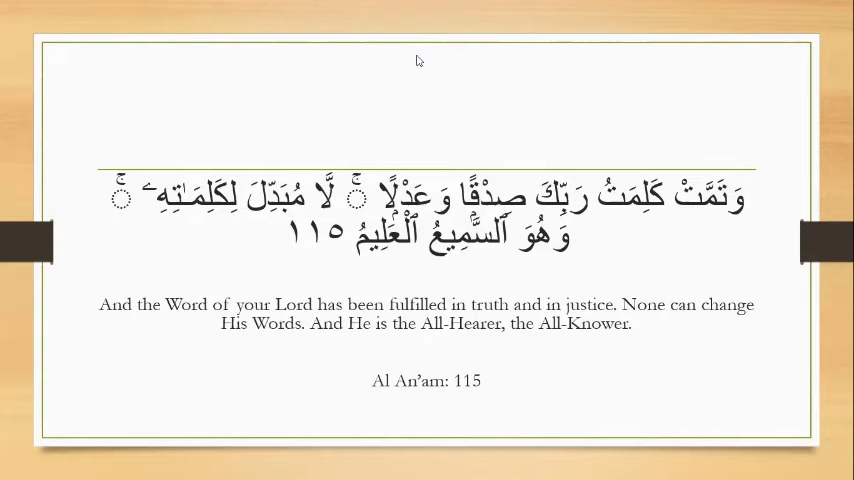 وَتَمَّتْ كَلِمَتُ رَبِّكَ صِدْقًۭا وَعَدْلًۭا ۚ لَّا مُبَدِّلَ لِكَلِمَـٰتِهِۦ ۚ
وَهُوَ ٱلسَّمِيعُ ٱلْعَلِيمُ ١١٥
And the Word of your Lord has been fulfilled in truth and in justice. None can change
His Words. And He is the All-Hearer, the All-Knower.
Al An’am: 115